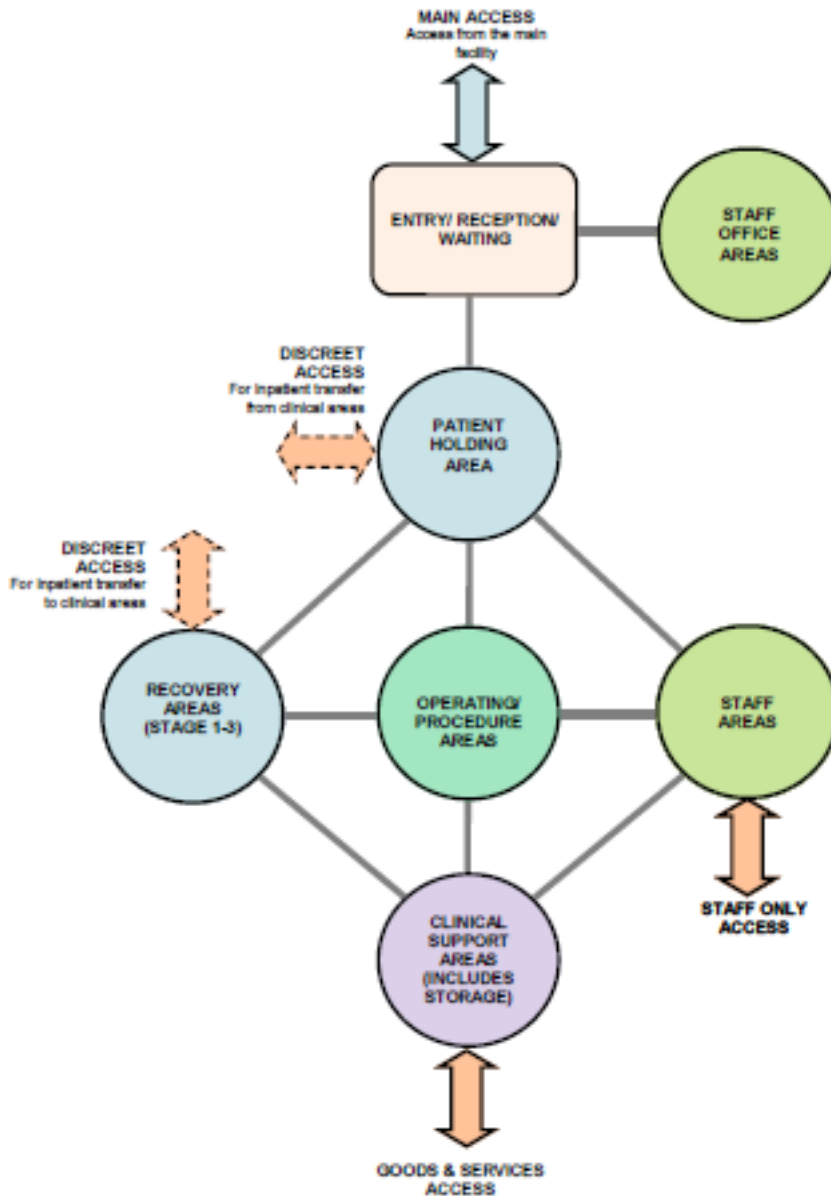 MAIN ACCESS
Access from the main
facility
ENTRY/ RECEPTION/
WAITING
STAFF
OFFICE
AREAS
DISCREET
ACCESS
For Inpatient transfer
from clinical areas
PATIENT
HOLDING
AREA
DISCREET
ACCESS
For Inpatient transfer
to clinical areas
RECOVERY
AREAS
(STAGE 1-3)
OPERATING/
PROCEDURE
AREAS
STAFF
AREAS
STAFF ONLY
ACCESS
CLINICAL
SUPPORT
AREAS
(INCLUDES
STORAGE)
GOODS & SERVICES
ACCESS